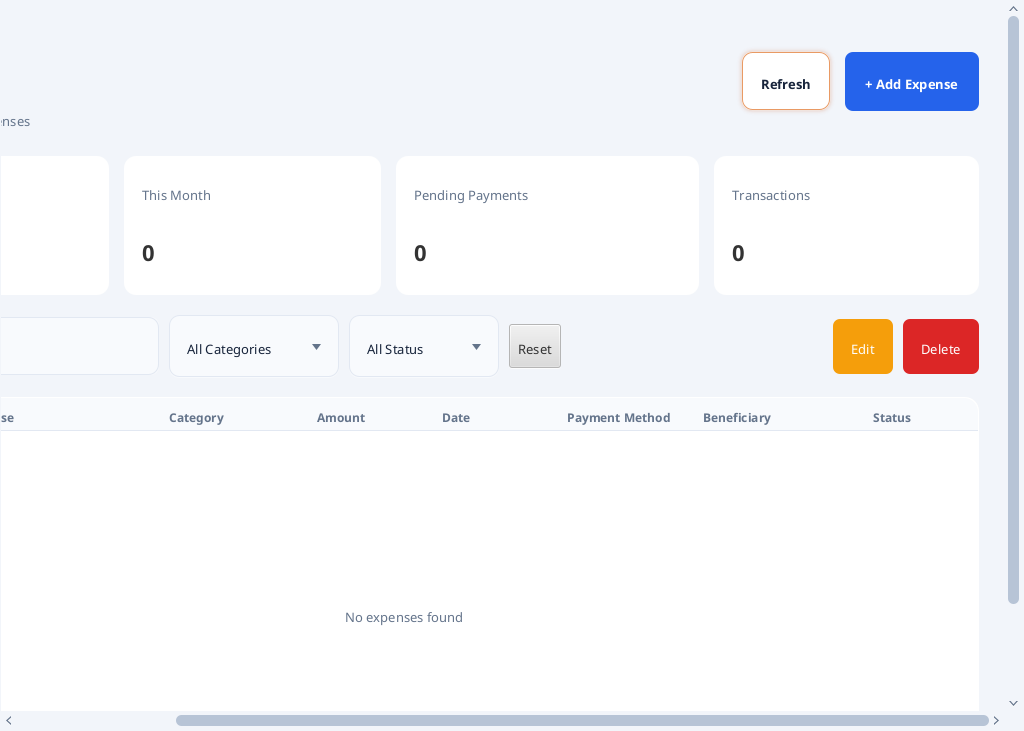 Refresh
+ Add Expense
enses
This Month
Pending Payments
Transactions
0
0
0
All Categories
All Status
Reset
Edit
Delete
se
Category
Amount
Date
Payment Method
Beneficiary
Status
No expenses found